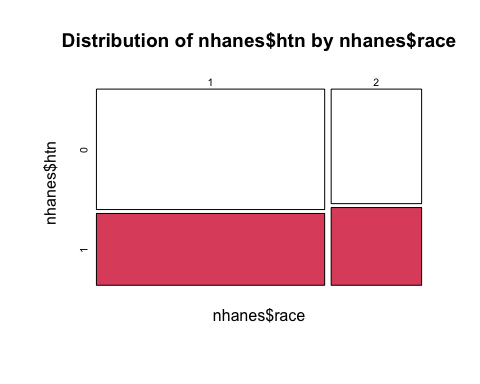 Distribution of nhanes$htn by nhanes$race
1 2
0
1
nhanes$htn
nhanes$race